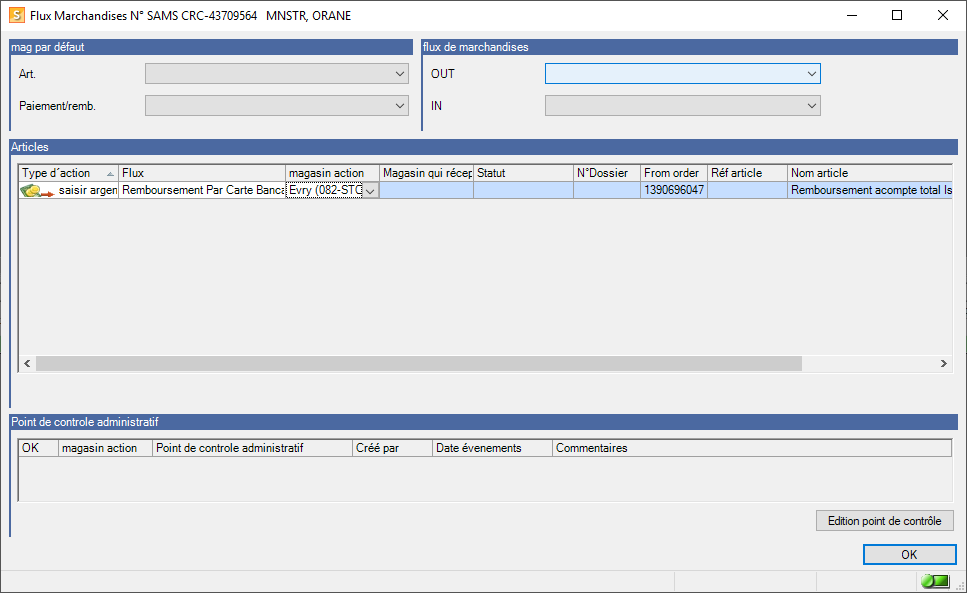 Flux Marchandises N° SAMS CRC-43709564 MNSTR, ORANE
mag par défaut
Art.
Paiement/remb.
flux de marchandises
OUT
IN
Articles
Type d´action Flux magasin action Magasin qui récep Statut N°Dossier From order Réf article Nom article
saisir argen Remboursement Par Carte Banca Evry (082-STC 1390696047 Remboursement acompte total Is
Point de controle administratif
OK magasin action Point de controle administratif Créé par Date évenements Commentaires
Edition point de contrôle
OK